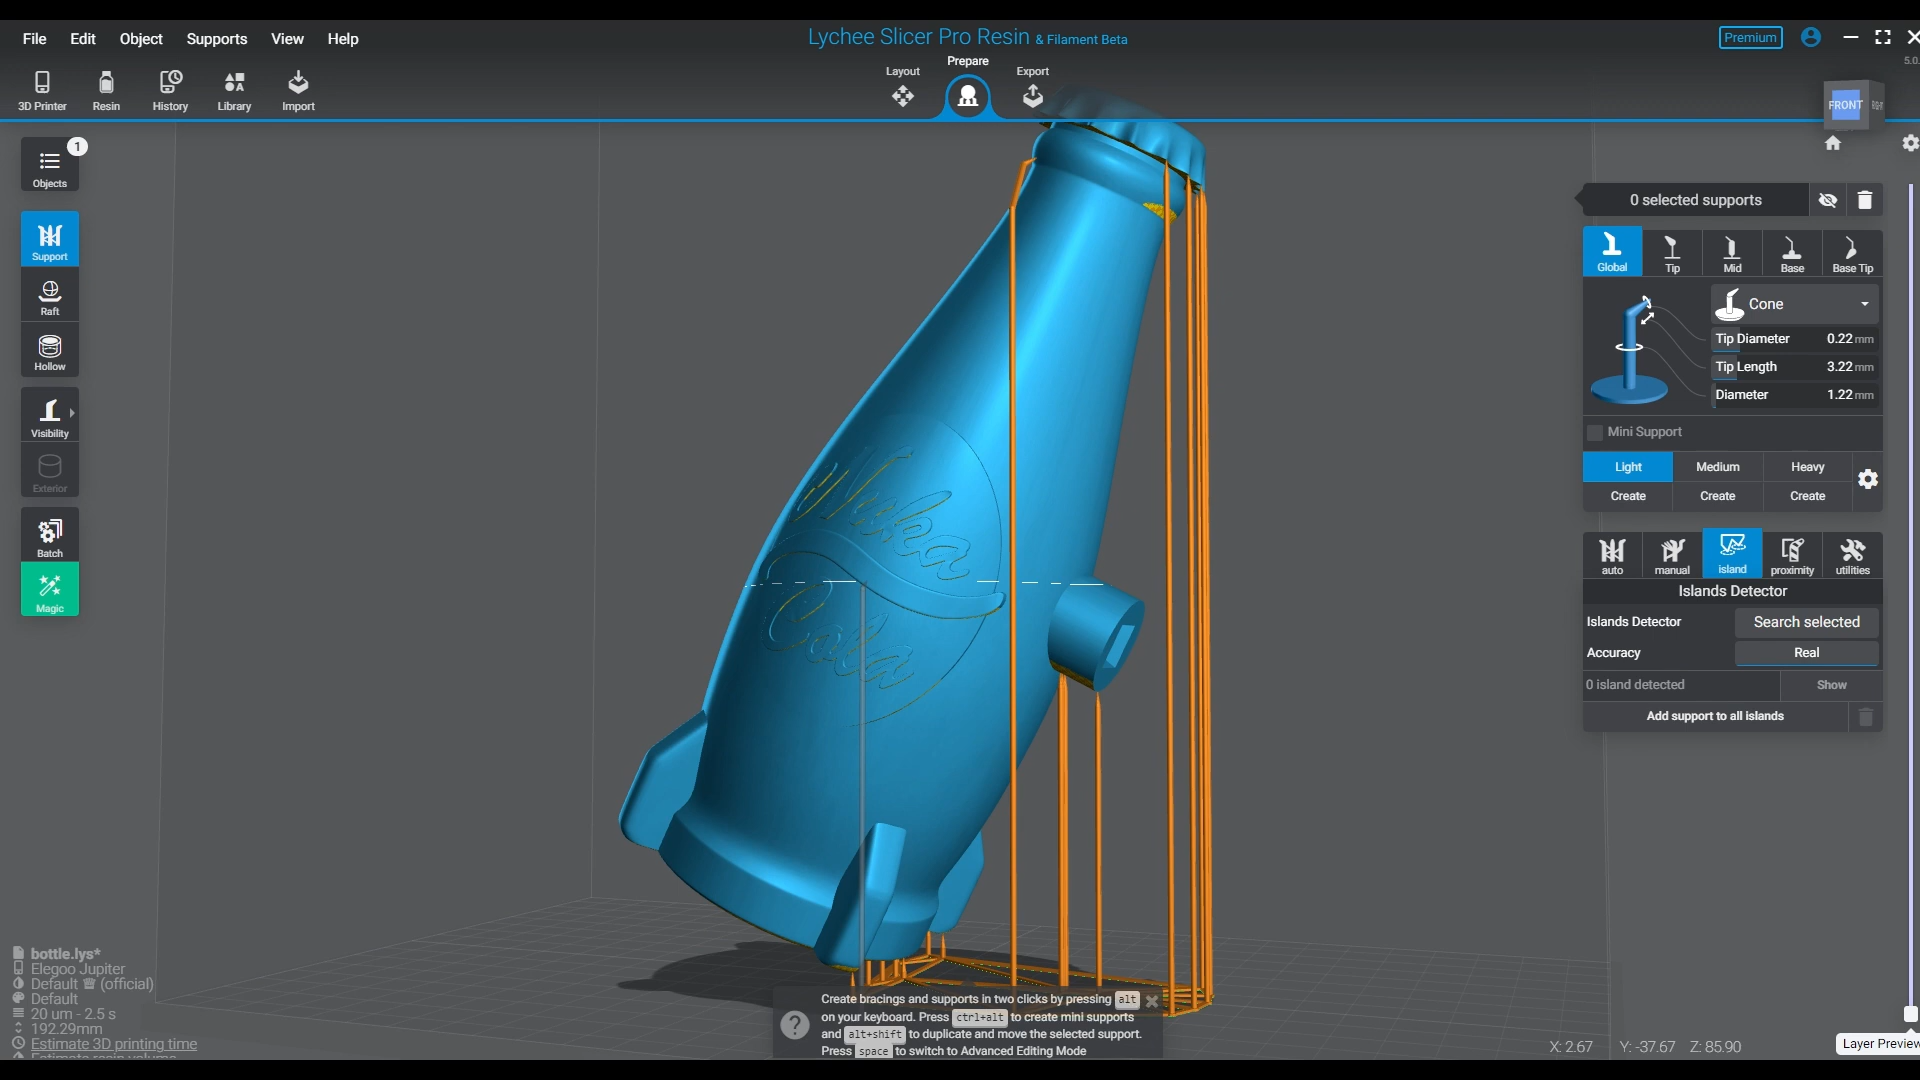 File Edit Object Supports View Help
Lychee Slicer Pro Resin & Filament Beta
Premium
5.0.
3D Printer Resin History Library Import
Layout Prepare Export
FRONT
1
Objects
Support
Raft
Hollow
Visibility
Exterior
Batch
Magic
Nuka
Cola
0 selected supports
Global Tip Mid Base Base Tip
Cone
Tip Diameter 0.22 mm
Tip Length 3.22 mm
Diameter 1.22 mm
Mini Support
Light Medium Heavy
Create Create Create
auto manual island proximity utilities
Islands Detector
Islands Detector Search selected
Accuracy Real
0 island detected Show
Add support to all islands
bottle.lys*
Elegoo Jupiter
Default (official)
Default
20 um - 2.5 s
192.29mm
Estimate 3D printing time
Estimate resin volume
Create bracings and supports in two clicks by pressing alt
on your keyboard. Press ctrl+alt to create mini supports
and alt+shift to duplicate and move the selected support.
Press space to switch to Advanced Editing Mode
X: 2.67 Y: -37.67 Z: 85.90
Layer Preview